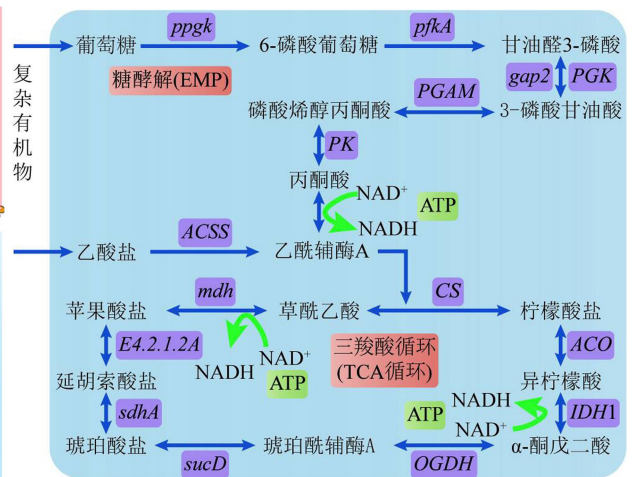 葡萄糖 ppgk 6-磷酸葡萄糖 pfkA 甘油醛3-磷酸
复杂有机物
糖酵解(EMP)
gap2 PGK
磷酸烯醇丙酮酸 PGAM 3-磷酸甘油酸
PK
丙酮酸
NAD⁺
ATP
NADH
乙酸盐 ACSS 乙酰辅酶A
苹果酸盐 mdh 草酰乙酸 CS 柠檬酸盐
E4.2.1.2A
NADH
NAD⁺
ATP
三羧酸循环
(TCA循环)
ACO
延胡索酸盐
异柠檬酸
sdhA
ATP
NADH
NAD⁺
IDH1
琥珀酸盐 sucD 琥珀酰辅酶A OGDH α-酮戊二酸